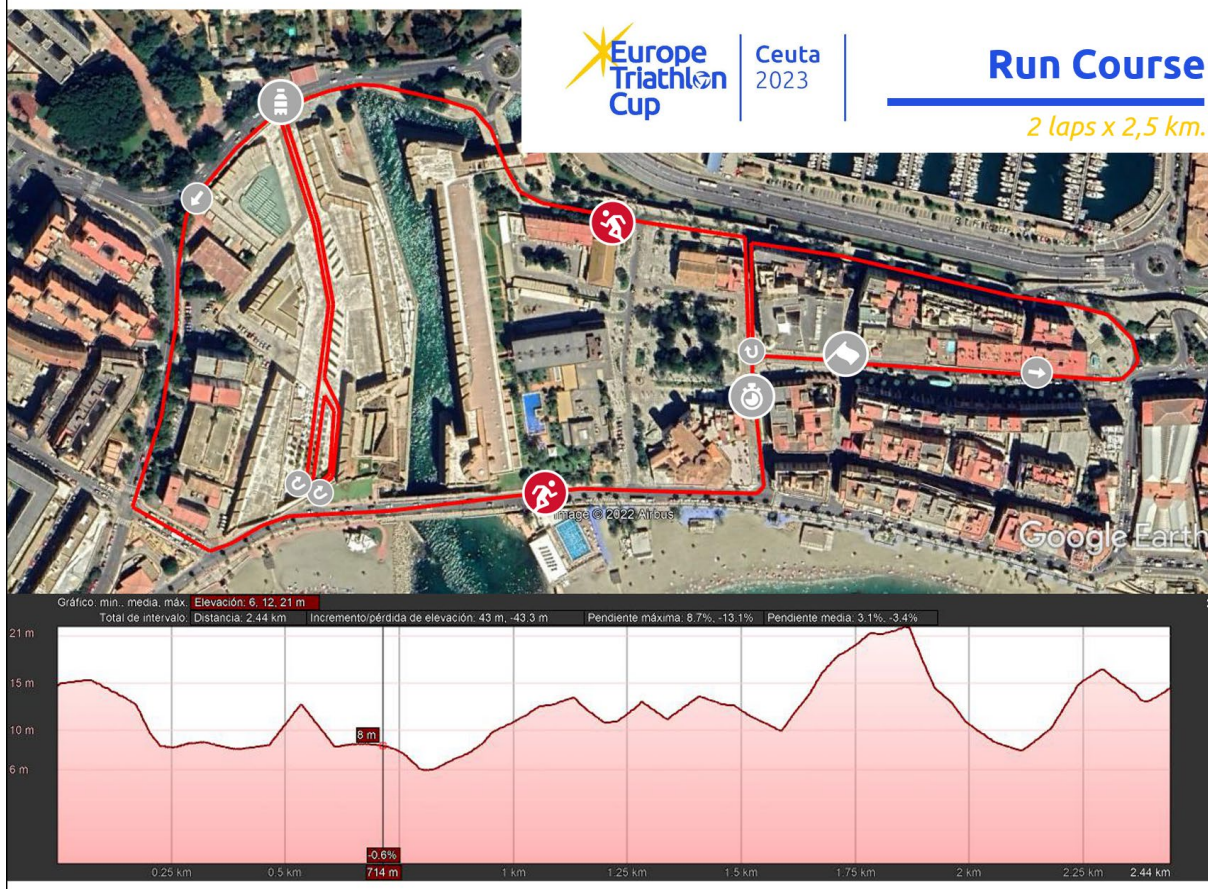 Europe
Triathlon
Cup
Ceuta
2023
Run Course
2 laps x 2,5 km.
Image © 2022 Airbus
Google Earth
Gráfico: min., media, máx. Elevación: 6, 12, 21 m
Total de intervalo: Distancia: 2.44 km Incremento/pérdida de elevación: 43 m, -43.3 m Pendiente máxima: 8.7%, -13.1% Pendiente media: 3.1%, -3.4%
21 m
15 m
10 m
8 m
6 m
-0.6%
0.25 km 0.5 km 714 m 1 km 1.25 km 1.5 km 1.75 km 2 km 2.25 km 2.44 km